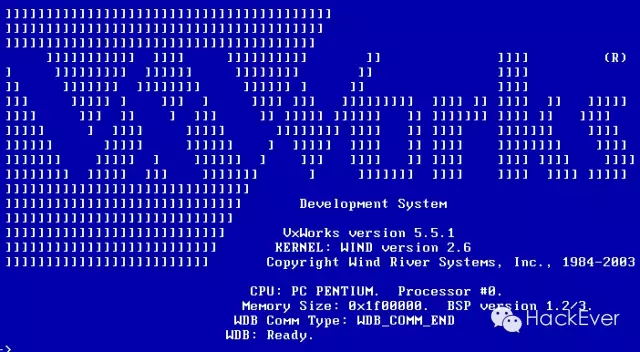 VxWorks (R)
Development System
VxWorks version 5.5.1
KERNEL: WIND version 2.6
Copyright Wind River Systems, Inc., 1984-2003
CPU: PC PENTIUM. Processor #0.
Memory Size: 0x1f00000. BSP version 1.2/3.
WDB Comm Type: WDB_COMM_END
WDB: Ready.
HackEver
->